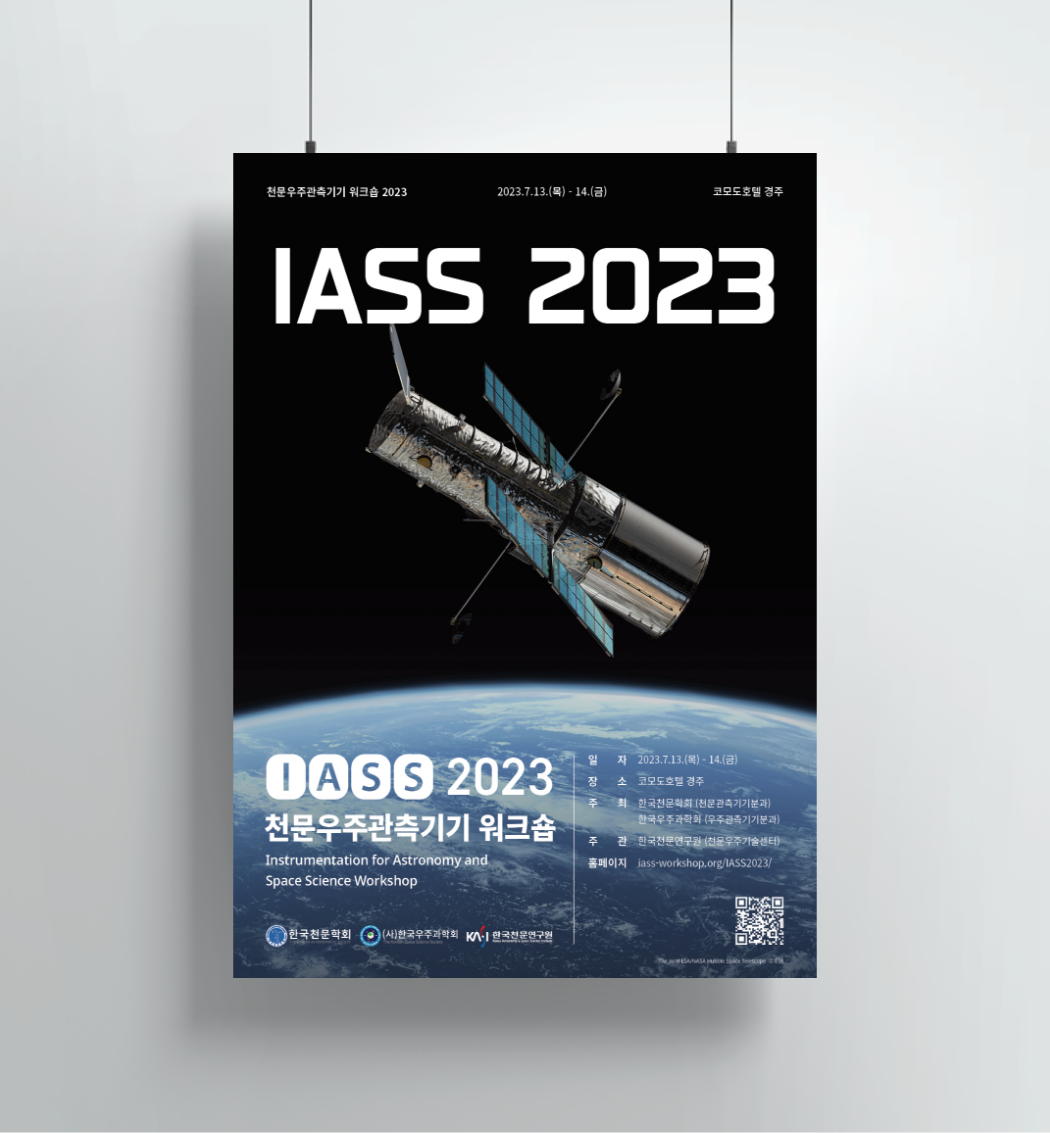 천문우주관측기기 워크숍 2023
2023.7.13.(목) - 14.(금)
코모도호텔 경주
IASS 2023
IASS 2023
천문우주관측기기 워크숍
Instrumentation for Astronomy and
Space Science Workshop
일 자 2023.7.13.(목) - 14.(금)
장 소 코모도호텔 경주
주 최 한국천문학회 (천문관측기기분과)
한국우주과학회 (우주관측기기분과)
주 관 한국천문연구원 (천문우주기술센터)
홈페이지 iass-workshop.org/IASS2023/
한국천문학회
(사)한국우주과학회
KASI 한국천문연구원